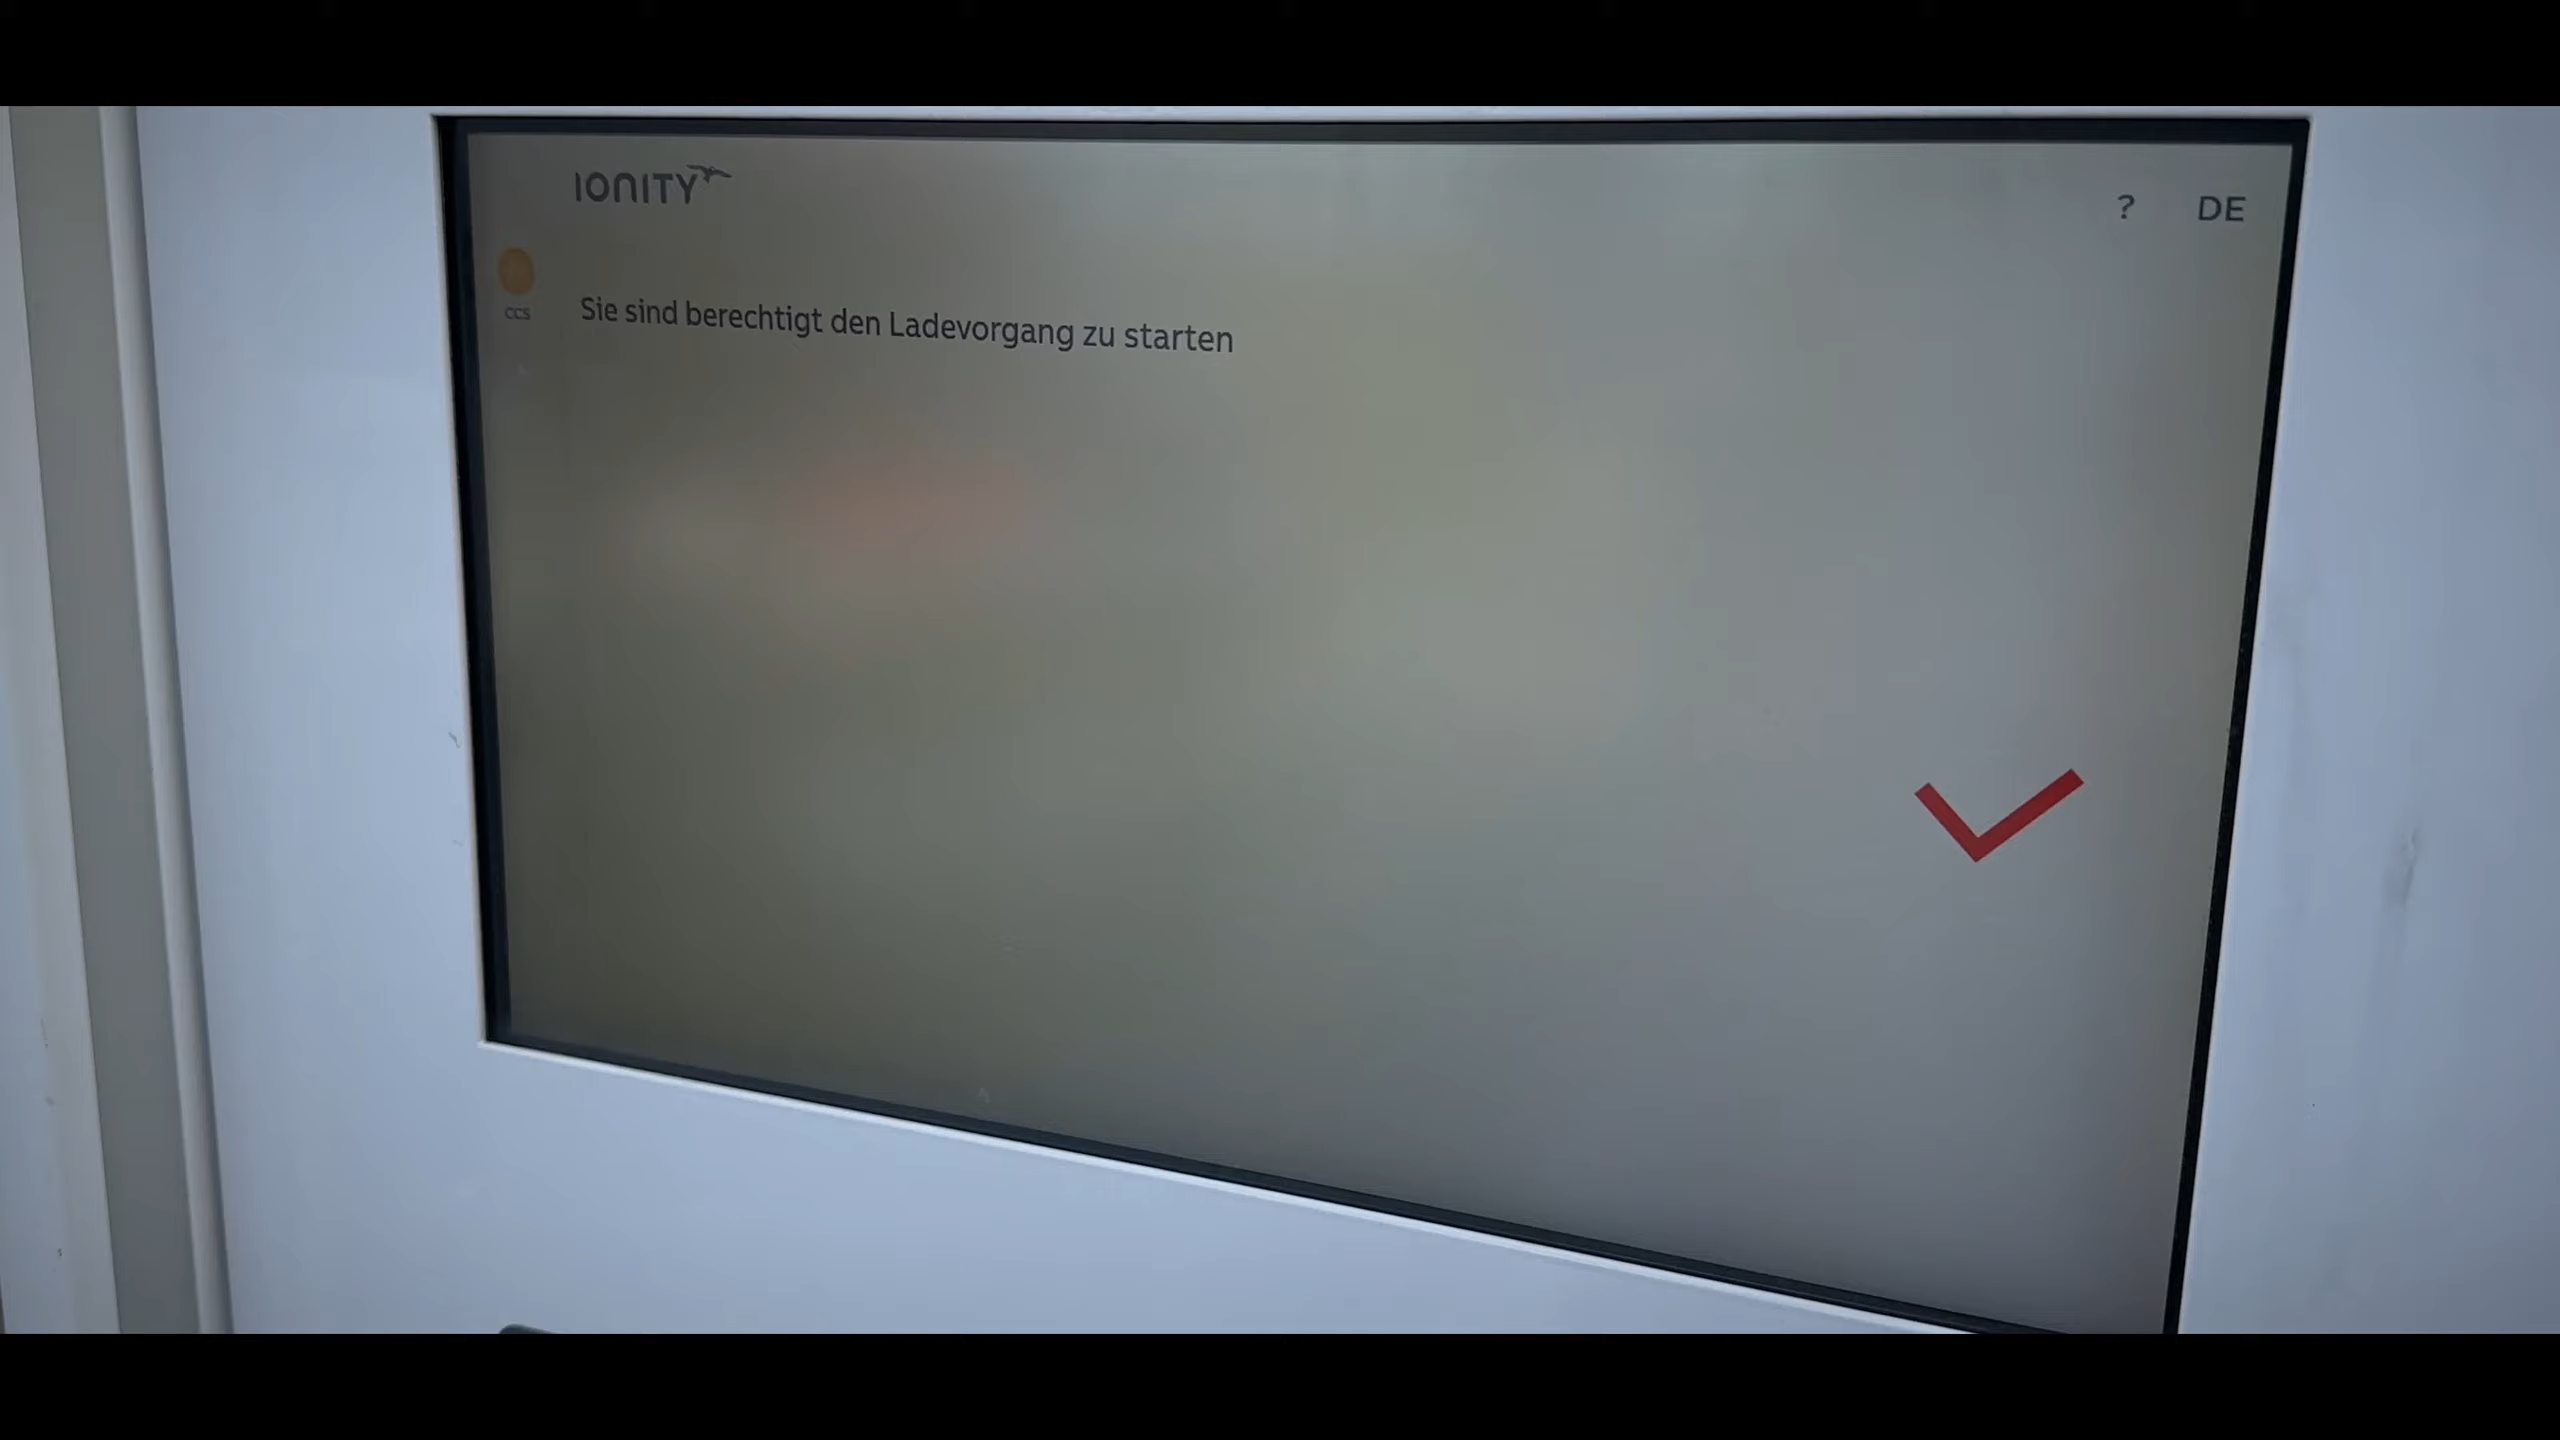 IONITY
? DE
CCS
Sie sind berechtigt den Ladevorgang zu starten